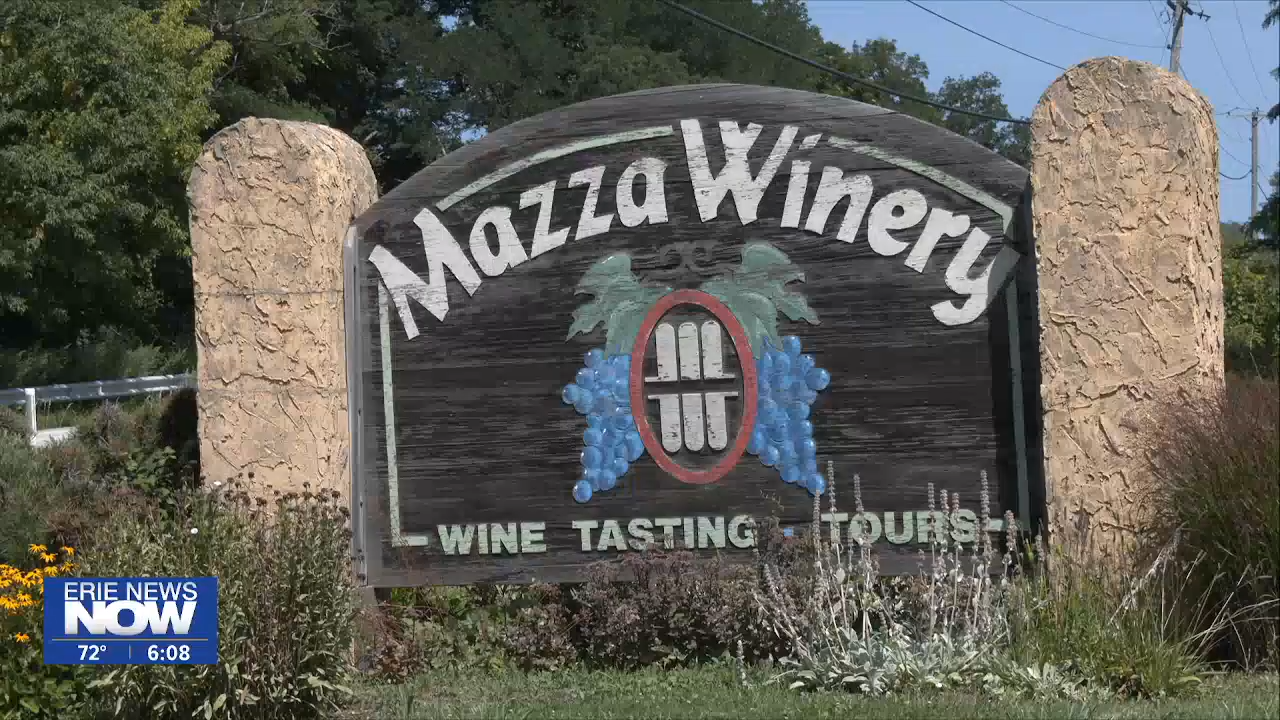 Mazza Winery
WINE TASTING - TOURS
ERIE NEWS
NOW
72° | 6:08